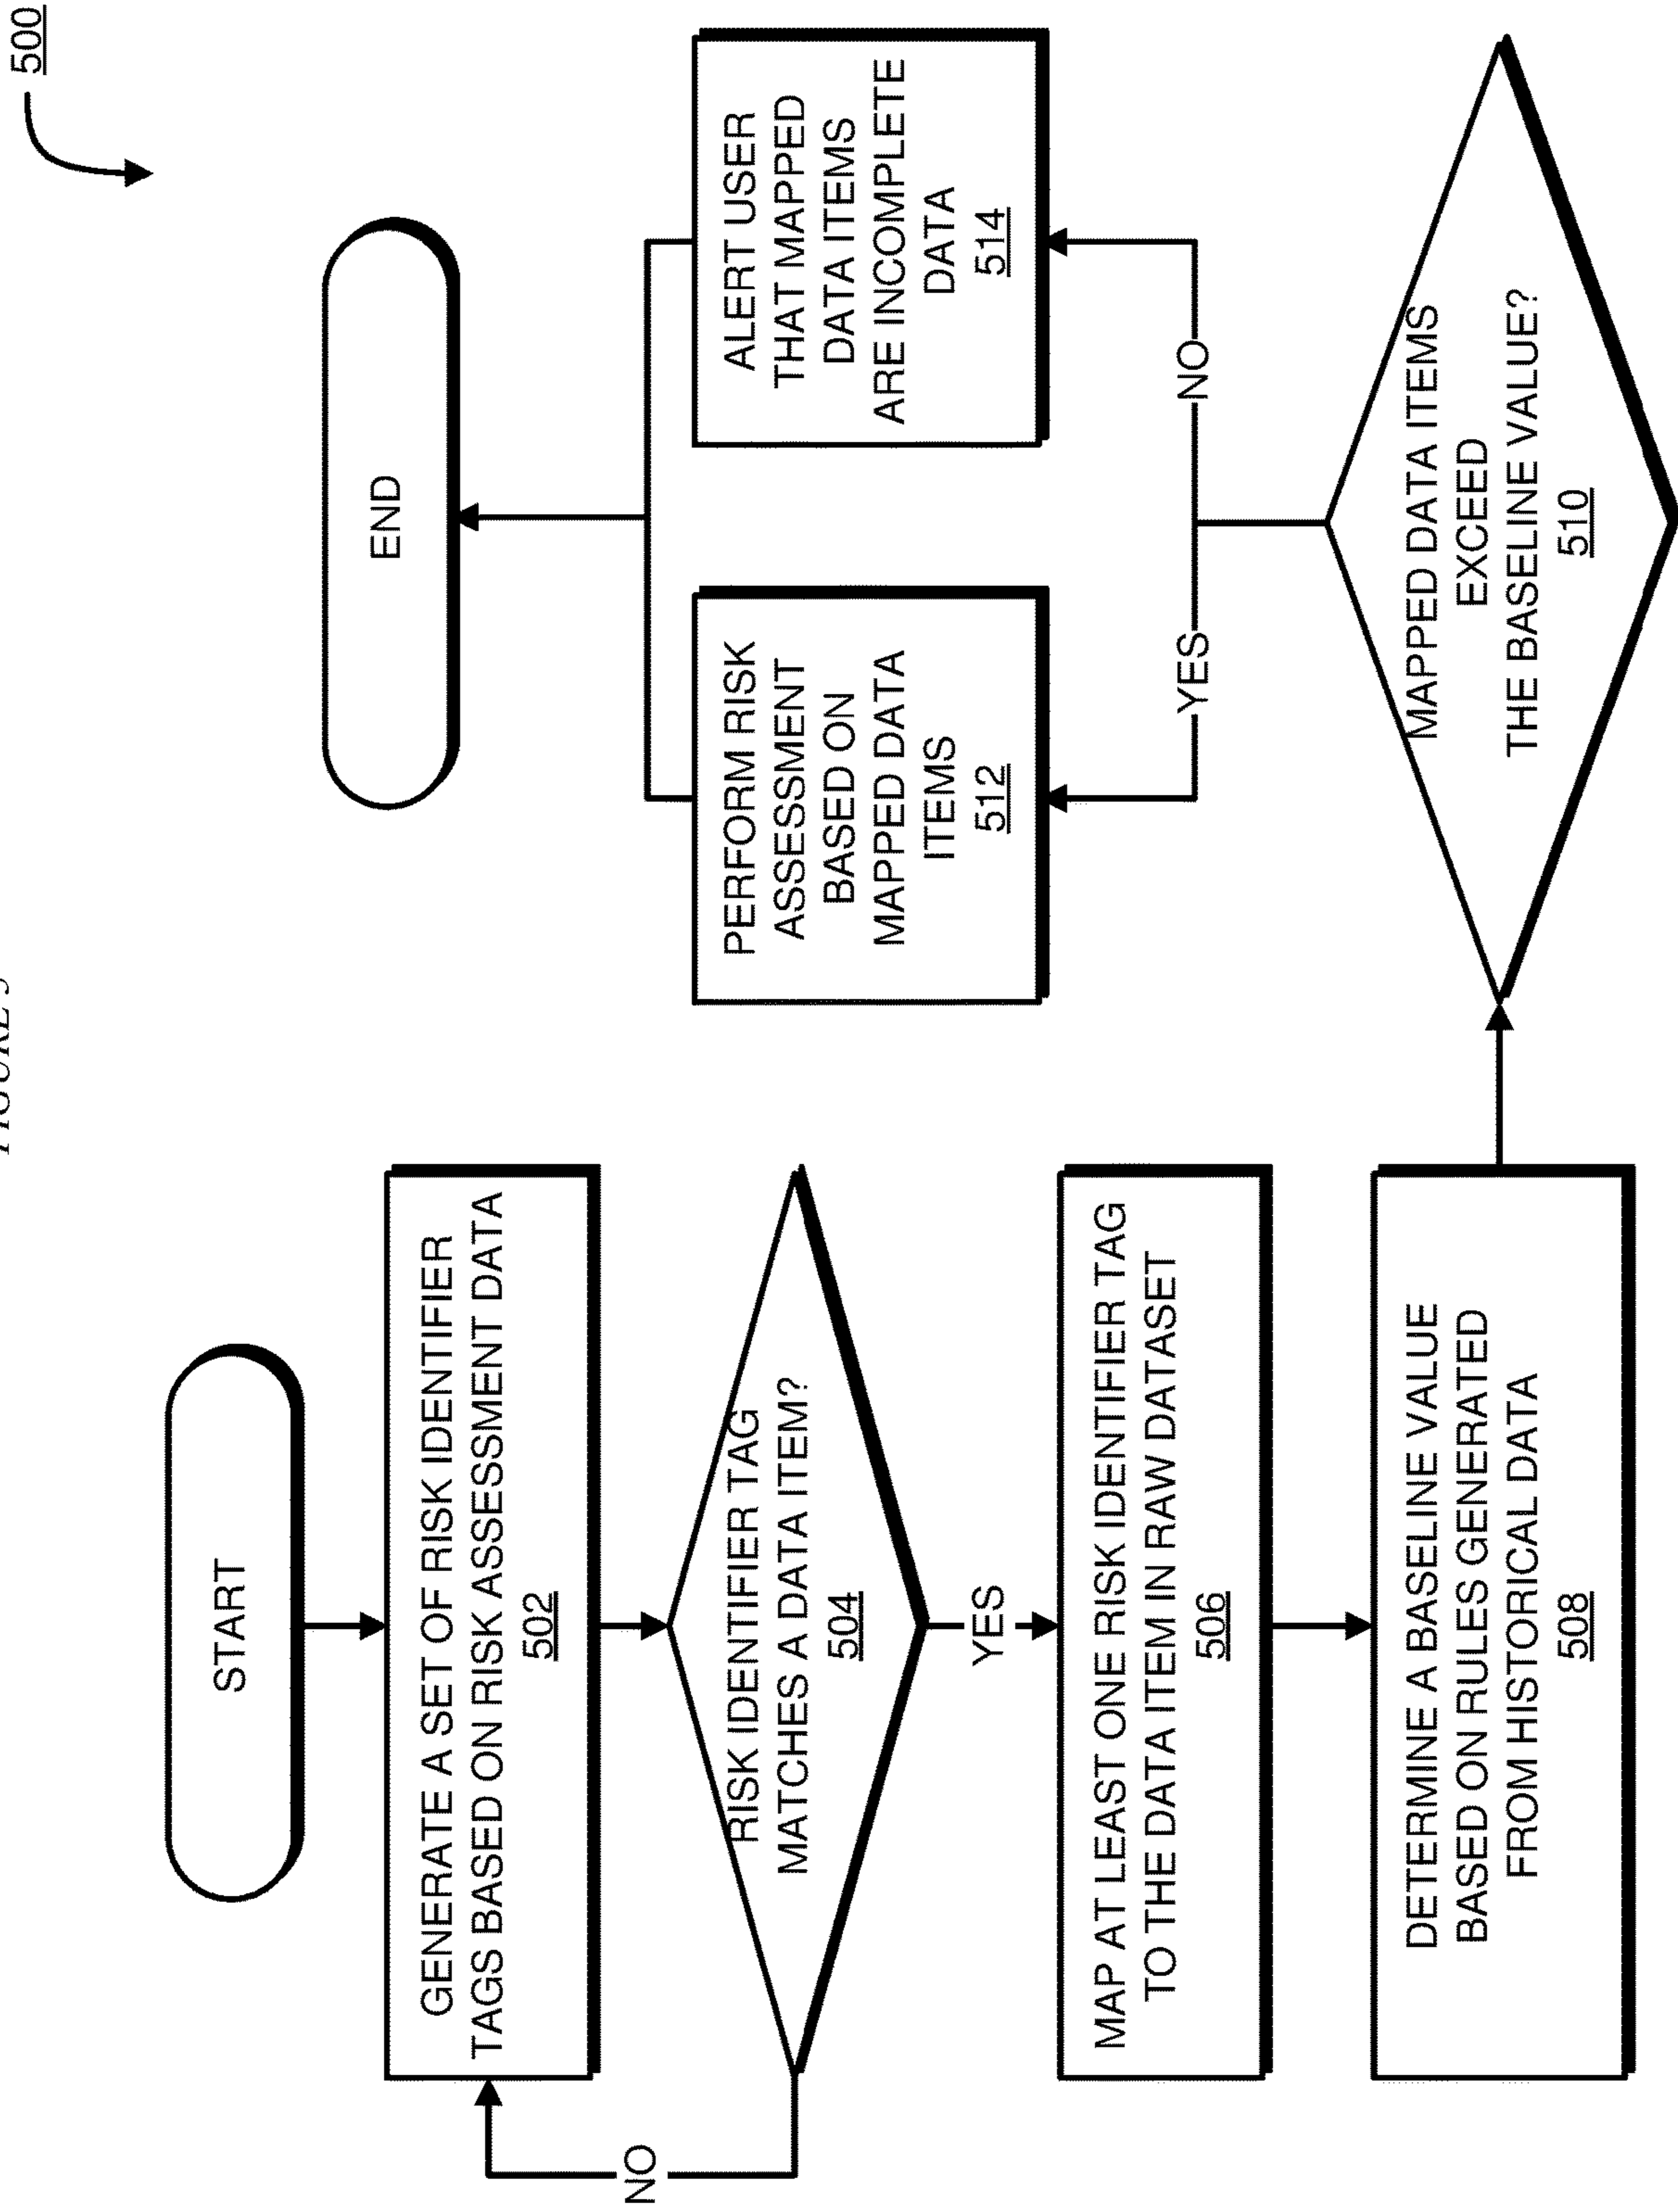 500
START
GENERATE A SET OF RISK IDENTIFIER
TAGS BASED ON RISK ASSESSMENT DATA
502
RISK IDENTIFIER TAG
MATCHES A DATA ITEM?
504
NO
YES
MAP AT LEAST ONE RISK IDENTIFIER TAG
TO THE DATA ITEM IN RAW DATASET
506
DETERMINE A BASELINE VALUE
BASED ON RULES GENERATED
FROM HISTORICAL DATA
508
MAPPED DATA ITEMS
EXCEED
THE BASELINE VALUE?
510
YES
NO
PERFORM RISK
ASSESSMENT
BASED ON
MAPPED DATA
ITEMS
512
ALERT USER
THAT MAPPED
DATA ITEMS
ARE INCOMPLETE
DATA
514
END